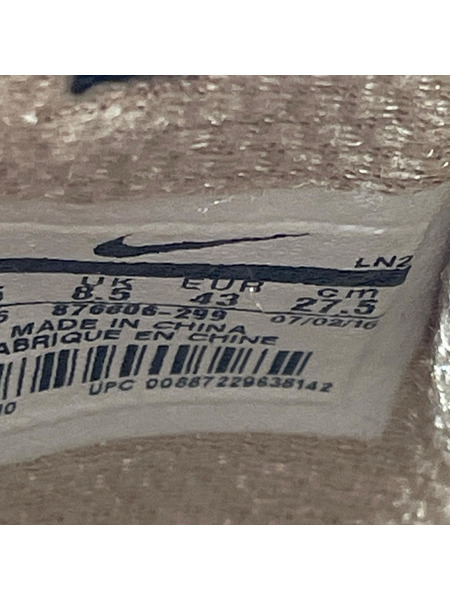 LN2
UK EUR cm
8.5 43 27.5
876606-299 07/02/16
MADE IN CHINA
FABRIQUE EN CHINE
UPC 00887229638142